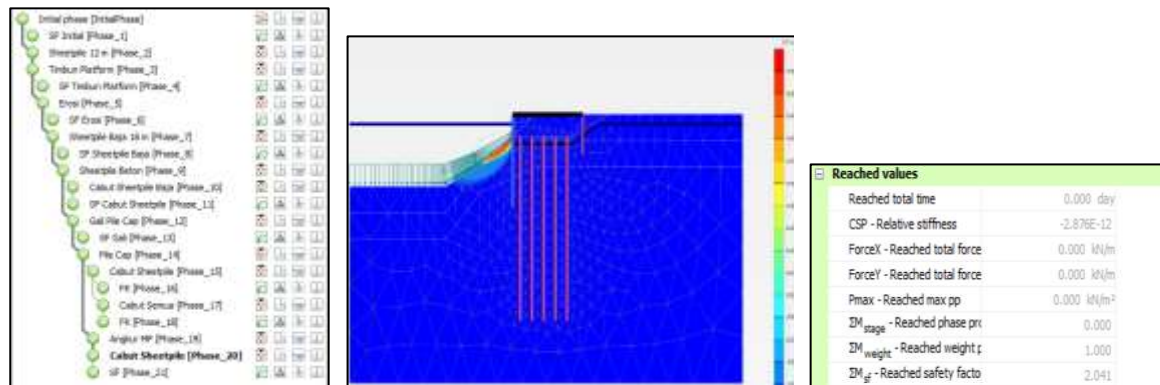 Initial phase [InitialPhase]
SF Initial [Phase_1]
Sheetpile 12 m [Phase_2]
Timbun Platform [Phase_3]
SF Timbun Platform [Phase_4]
Erosi [Phase_5]
SF Erosi [Phase_6]
Sheetpile Baja 16 m [Phase_7]
SF Sheetpile Baja [Phase_8]
Sheetpile Beton [Phase_9]
Cabut Sheetpile Baja [Phase_10]
SF Cabut Sheetpile [Phase_11]
Gali Pile Cap [Phase_12]
SF Gali [Phase_13]
Pile Cap [Phase_14]
Cabut Sheetpile [Phase_15]
FK [Phase_16]
Cabut Semua [Phase_17]
FK [Phase_18]
Angkur MP [Phase_19]
Cabut Sheetpile [Phase_20]
SF [Phase_21]
Reached values
Reached total time 0.000 day
CSP - Relative stiffness -2.876E-12
ForceX - Reached total force 0.000 kN/m
ForceY - Reached total force 0.000 kN/m
Pmax - Reached max pp 0.000 kN/m²
ΣMstage - Reached phase pro 0.000
ΣMweight - Reached weight p 1.000
ΣMsf - Reached safety facto 2.041